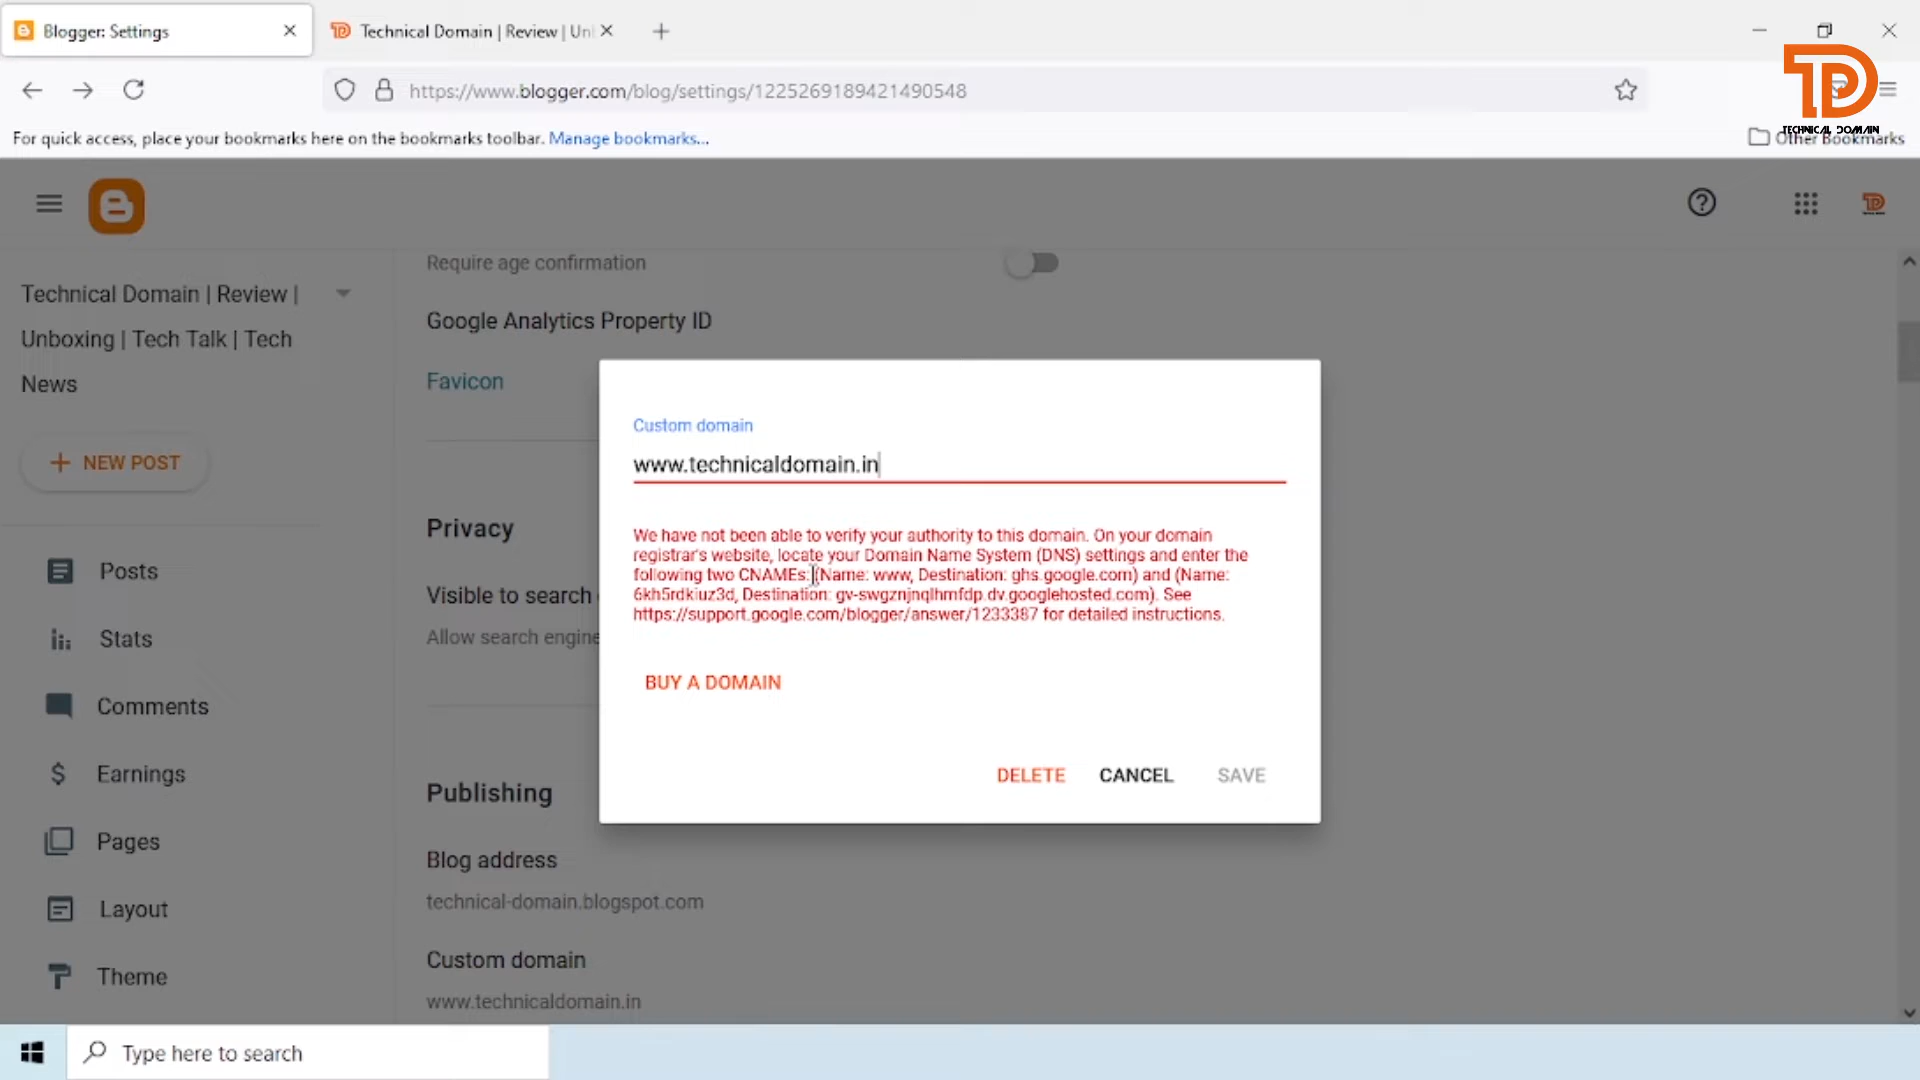 Blogger: Settings
Technical Domain | Review | Un
https://www.blogger.com/blog/settings/1225269189421490548
TECHNICAL DOMAIN
For quick access, place your bookmarks here on the bookmarks toolbar. Manage bookmarks...
Other Bookmarks
Technical Domain | Review |
Unboxing | Tech Talk | Tech
News
NEW POST
Posts
Stats
Comments
Earnings
Pages
Layout
Theme
Require age confirmation
Google Analytics Property ID
Favicon
Privacy
Visible to search
Allow search engine
Publishing
Blog address
technical-domain.blogspot.com
Custom domain
www.technicaldomain.in
Custom domain
www.technicaldomain.in
We have not been able to verify your authority to this domain. On your domain
registrar's website, locate your Domain Name System (DNS) settings and enter the
following two CNAMEs: (Name: www, Destination: ghs.google.com) and (Name:
6kh5rdkiuz3d, Destination: gv-swgznjnqlhmfdp.dv.googlehosted.com). See
https://support.google.com/blogger/answer/1233387 for detailed instructions.
BUY A DOMAIN
DELETE CANCEL SAVE
Type here to search